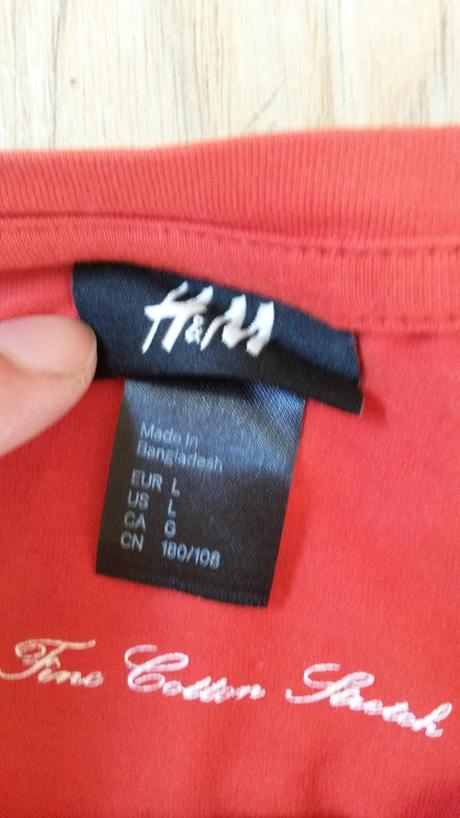 H&M
Made in
Bangladesh
EUR L
US L
CA G
CN 180/108
Fine Cotton Stretch